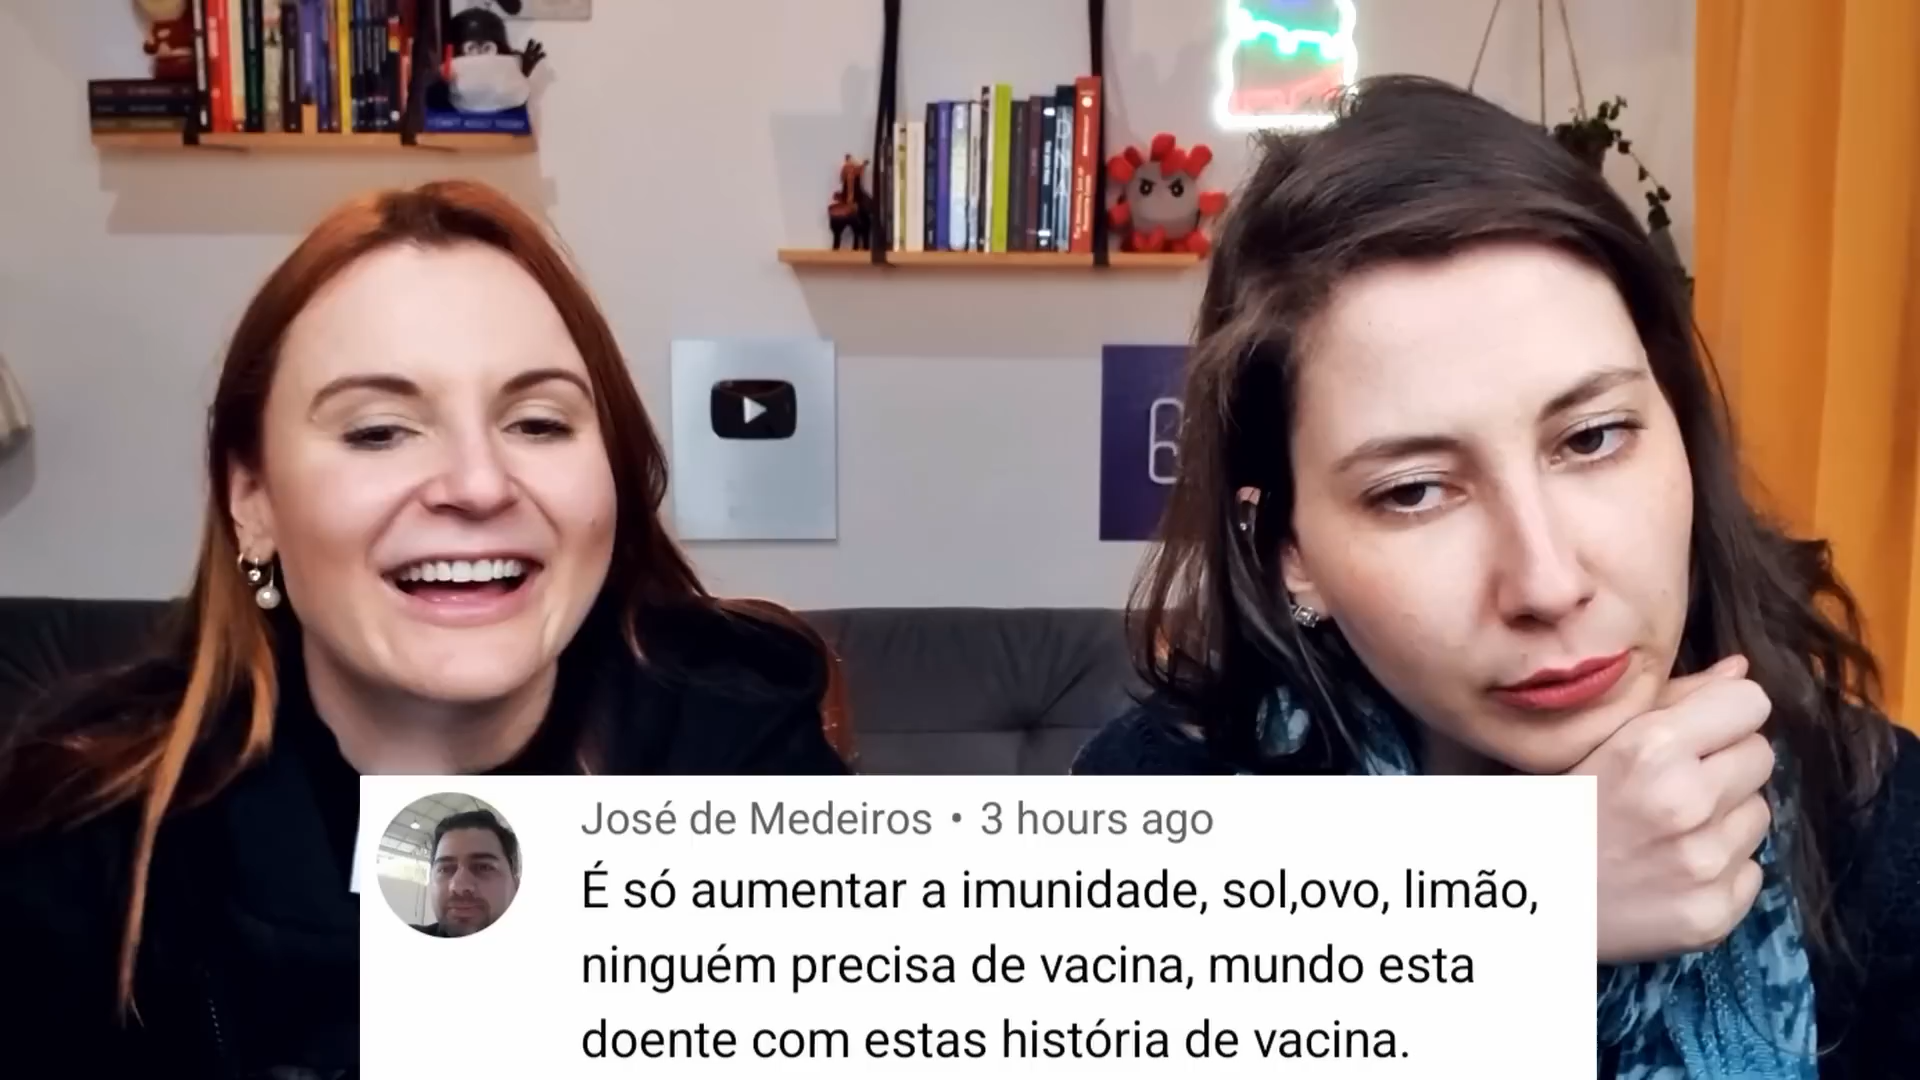 José de Medeiros • 3 hours ago
É só aumentar a imunidade, sol,ovo, limão,
ninguém precisa de vacina, mundo esta
doente com estas história de vacina.